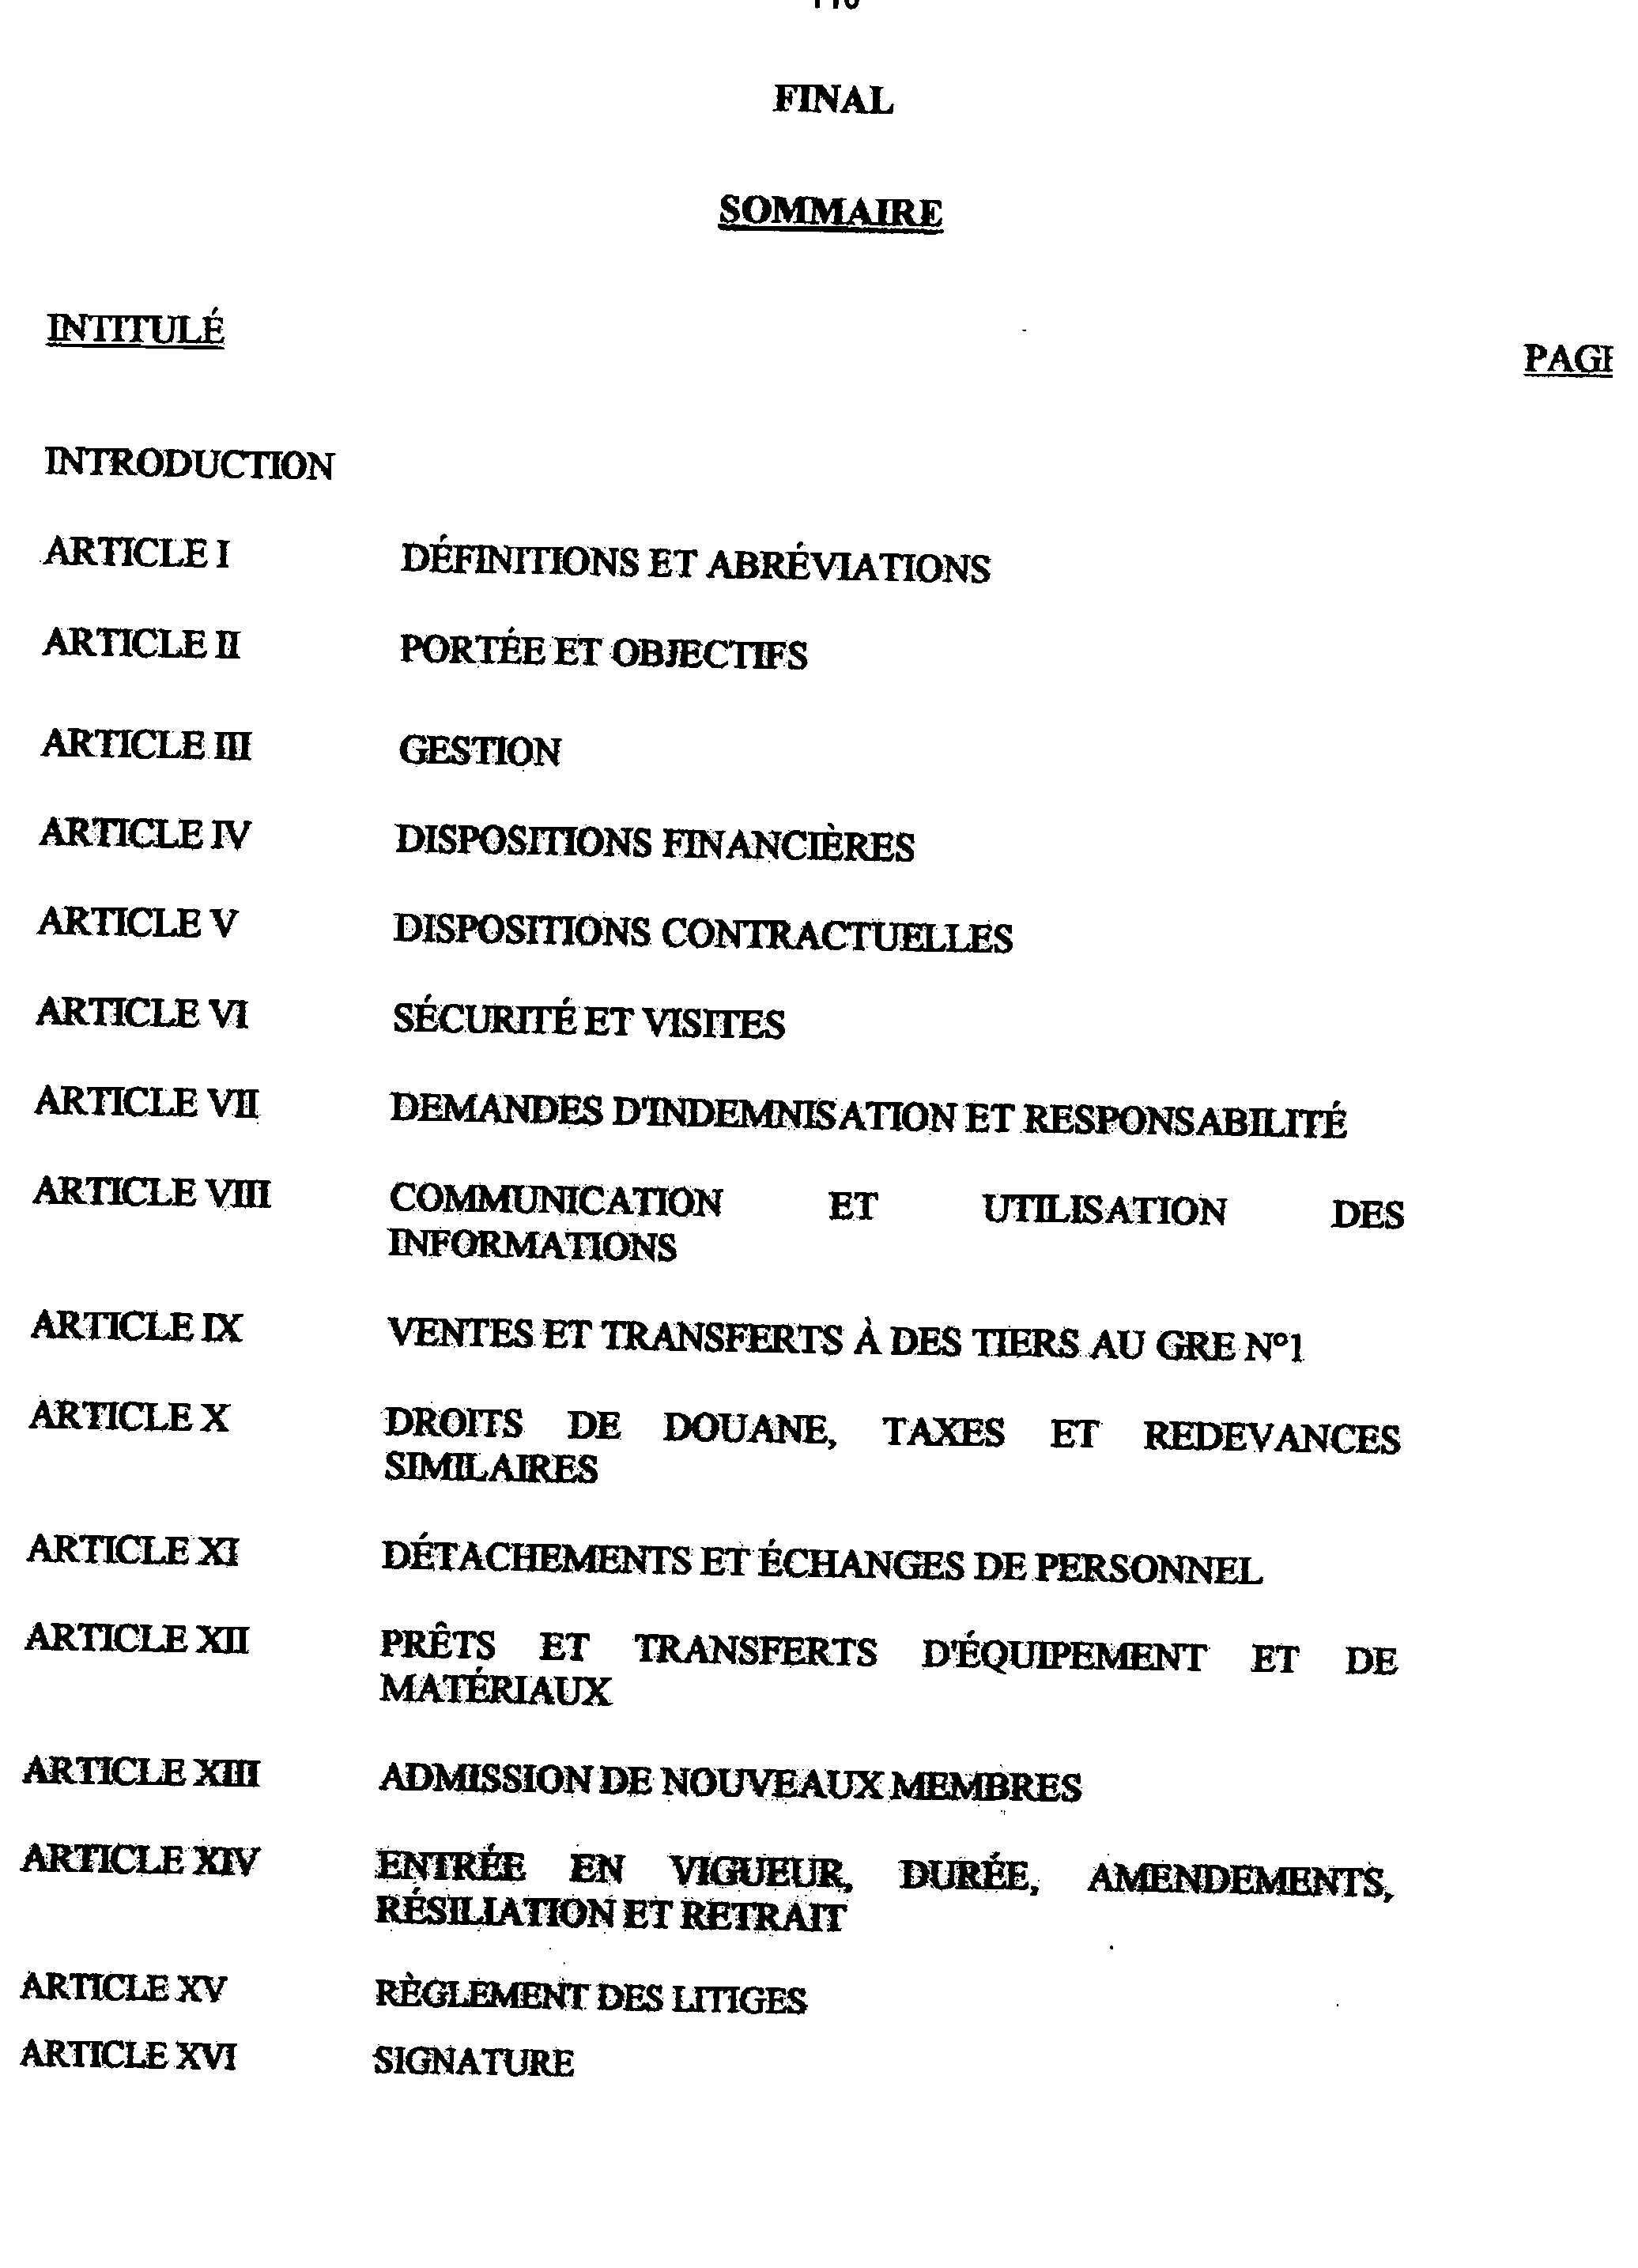 FINAL
SOMMAIRE
INTITULÉ
PAGE
INTRODUCTION
ARTICLE I DÉFINITIONS ET ABRÉVIATIONS
ARTICLE II PORTÉE ET OBJECTIFS
ARTICLE III GESTION
ARTICLE IV DISPOSITIONS FINANCIÈRES
ARTICLE V DISPOSITIONS CONTRACTUELLES
ARTICLE VI SÉCURITÉ ET VISITES
ARTICLE VII DEMANDES D'INDEMNISATION ET RESPONSABILITÉ
ARTICLE VIII COMMUNICATION ET UTILISATION DES
INFORMATIONS
ARTICLE IX VENTES ET TRANSFERTS À DES TIERS AU GRE N°1
ARTICLE X DROITS DE DOUANE, TAXES ET REDEVANCES
SIMILAIRES
ARTICLE XI DÉTACHEMENTS ET ÉCHANGES DE PERSONNEL
ARTICLE XII PRÊTS ET TRANSFERTS D'ÉQUIPEMENT ET DE
MATÉRIAUX
ARTICLE XIII ADMISSION DE NOUVEAUX MEMBRES
ARTICLE XIV ENTRÉE EN VIGUEUR, DURÉE, AMENDEMENTS,
RÉSILIATION ET RETRAIT
ARTICLE XV RÈGLEMENT DES LITIGES
ARTICLE XVI SIGNATURE